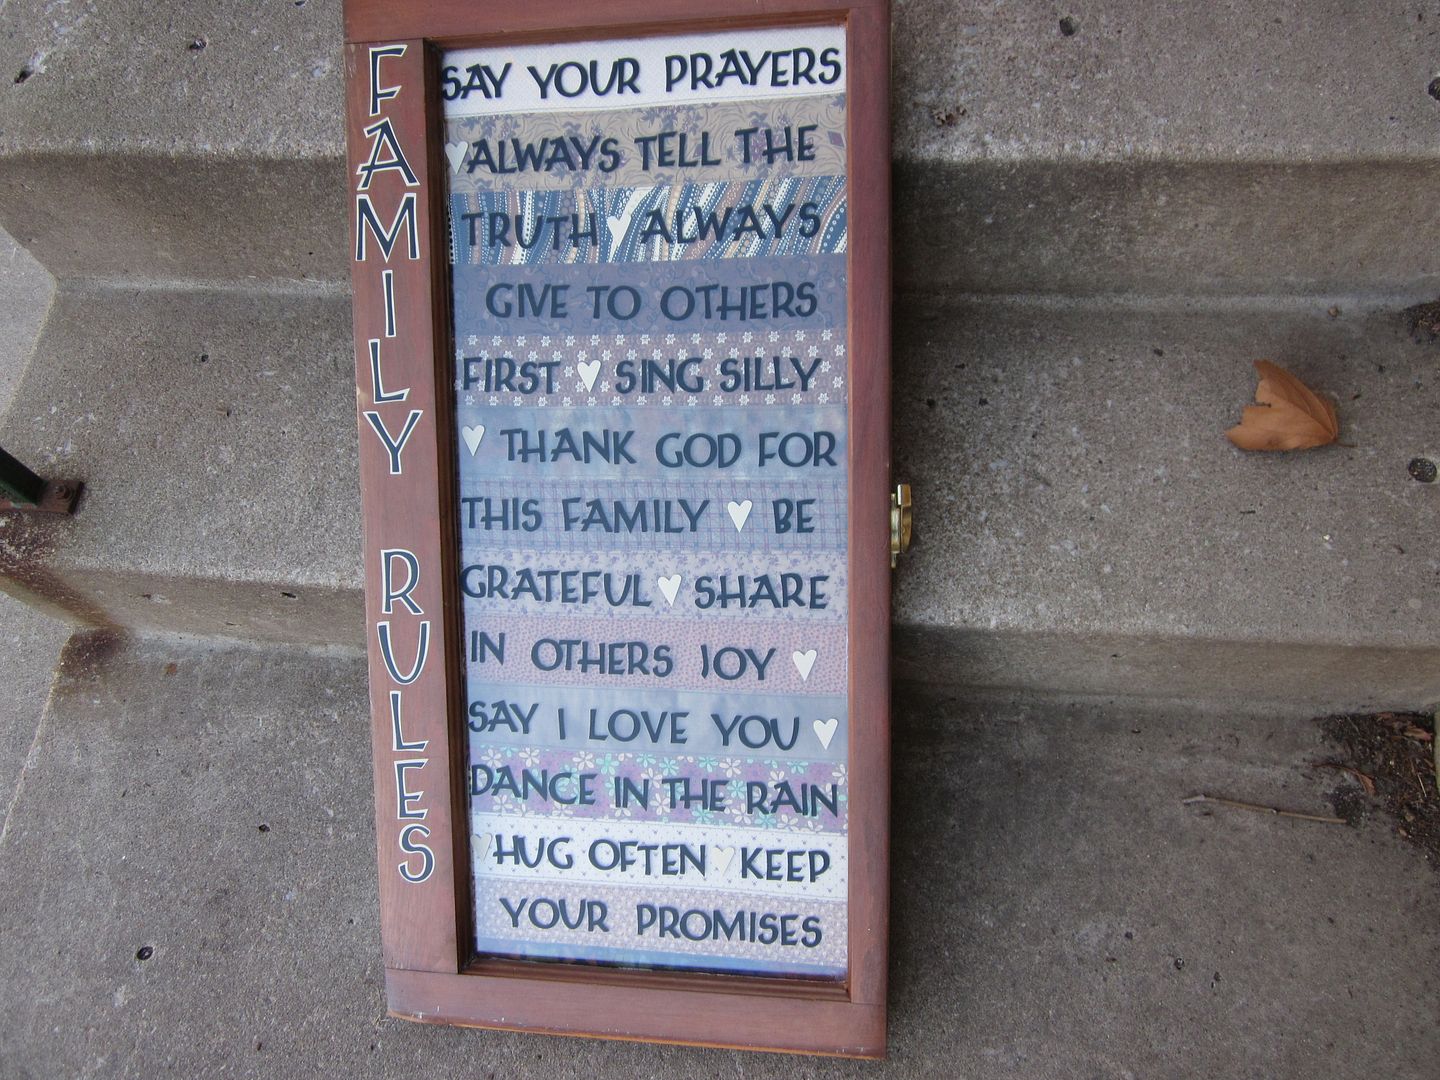 FAMILY RULES
SAY YOUR PRAYERS
ALWAYS TELL THE
TRUTH ALWAYS
GIVE TO OTHERS
FIRST SING SILLY
THANK GOD FOR
THIS FAMILY BE
GRATEFUL SHARE
IN OTHERS JOY
SAY I LOVE YOU
DANCE IN THE RAIN
HUG OFTEN KEEP
YOUR PROMISES